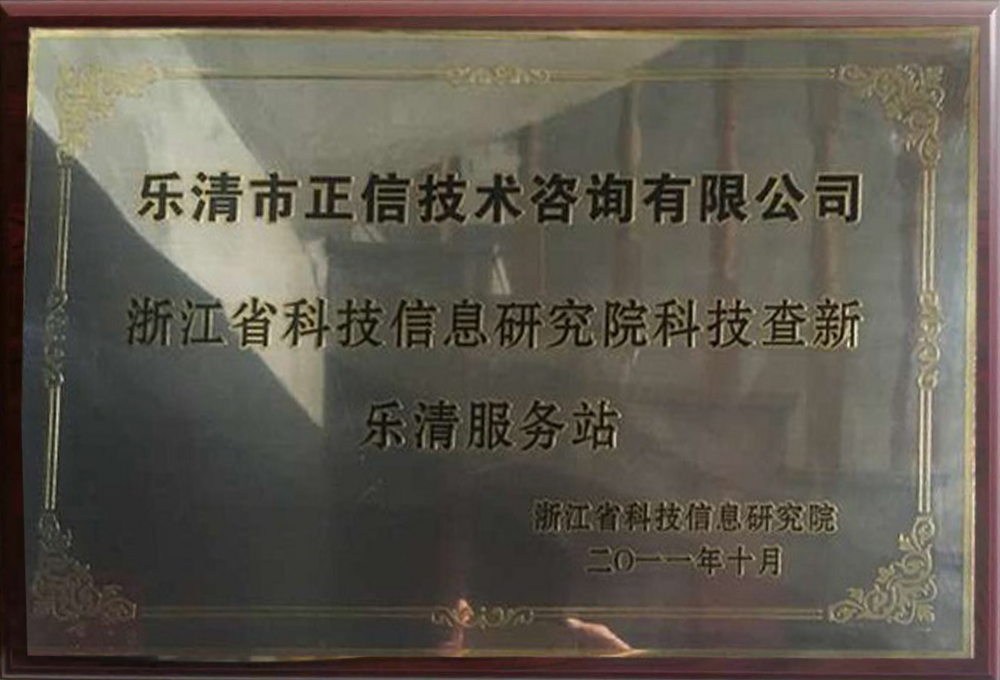 乐清市正信技术咨询有限公司
浙江省科技信息研究院科技查新
乐清服务站
浙江省科技信息研究院
二〇一一年十月